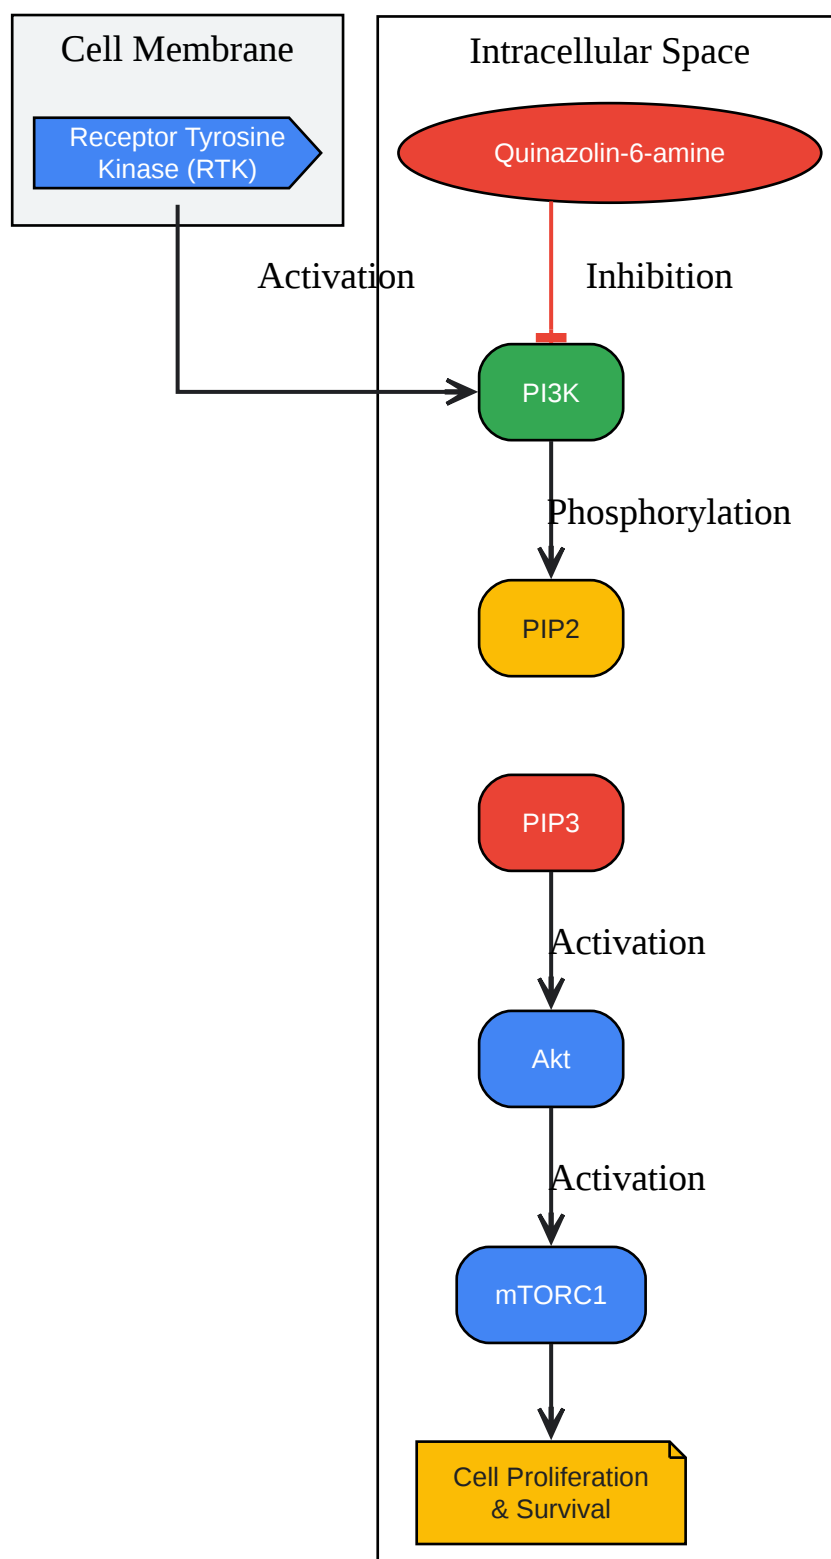 Cell Membrane
Receptor Tyrosine
Kinase (RTK)
Intracellular Space
Quinazolin-6-amine
Activation
Inhibition
PI3K
Phosphorylation
PIP2
PIP3
Activation
Akt
Activation
mTORC1
Cell Proliferation
& Survival